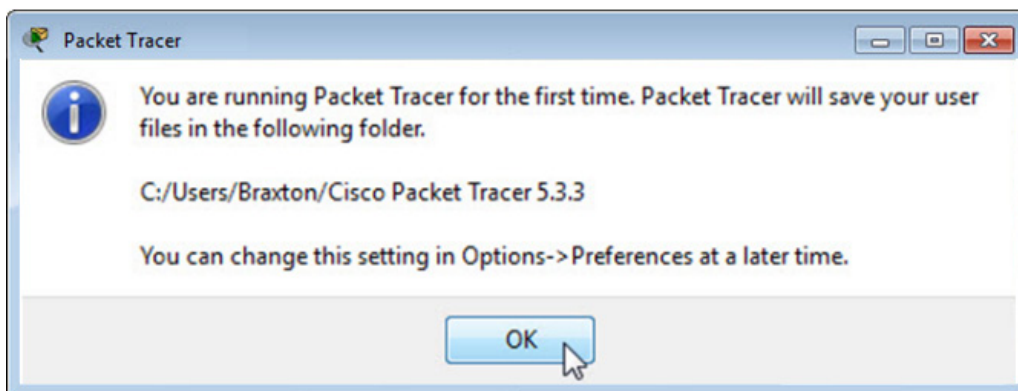 Packet Tracer
You are running Packet Tracer for the first time. Packet Tracer will save your user
files in the following folder.
C:/Users/Braxton/Cisco Packet Tracer 5.3.3
You can change this setting in Options->Preferences at a later time.
OK